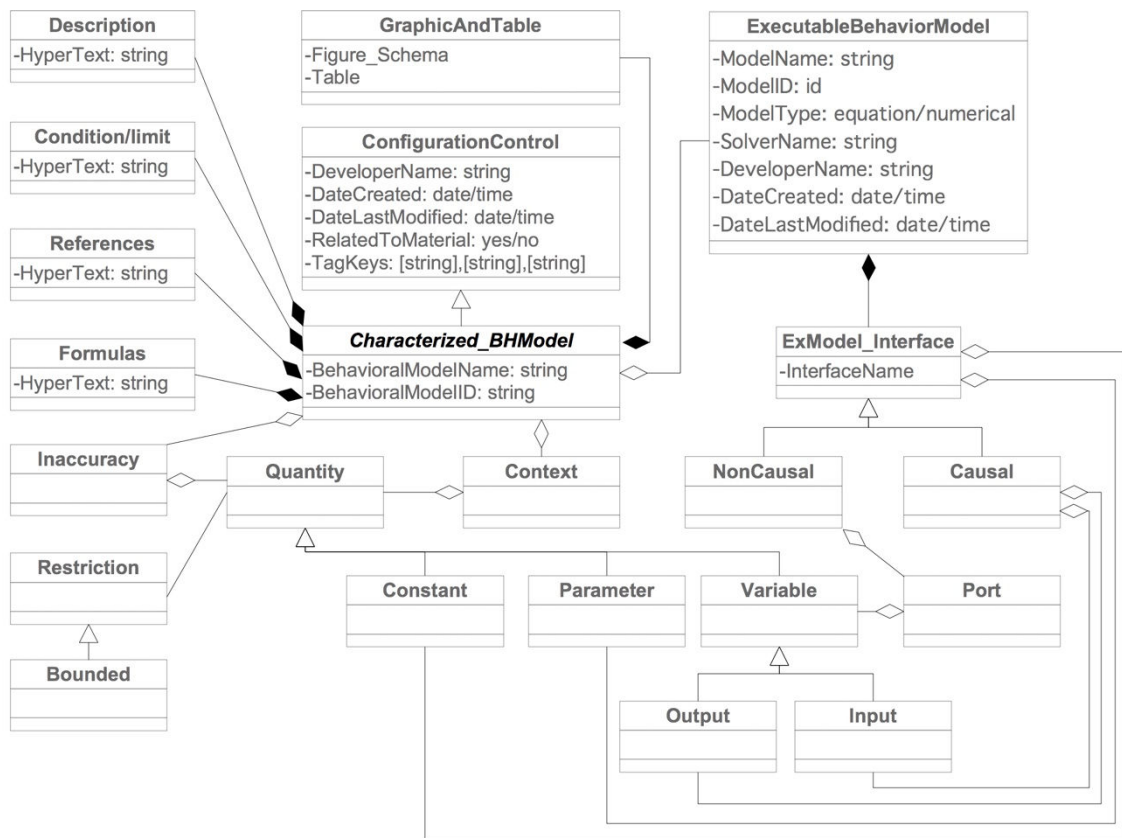 Description
-HyperText: string
GraphicAndTable
-Figure_Schema
-Table
ExecutableBehaviorModel
-ModelName: string
-ModelID: id
-ModelType: equation/numerical
-SolverName: string
-DeveloperName: string
-DateCreated: date/time
-DateLastModified: date/time
Condition/limit
-HyperText: string
ConfigurationControl
-DeveloperName: string
-DateCreated: date/time
-DateLastModified: date/time
-RelatedToMaterial: yes/no
-TagKeys: [string],[string],[string]
References
-HyperText: string
Formulas
-HyperText: string
Characterized_BHModel
-BehavioralModelName: string
-BehavioralModelID: string
ExModel_Interface
-InterfaceName
Inaccuracy
Quantity
Context
NonCausal
Causal
Restriction
Constant
Parameter
Variable
Port
Bounded
Output
Input